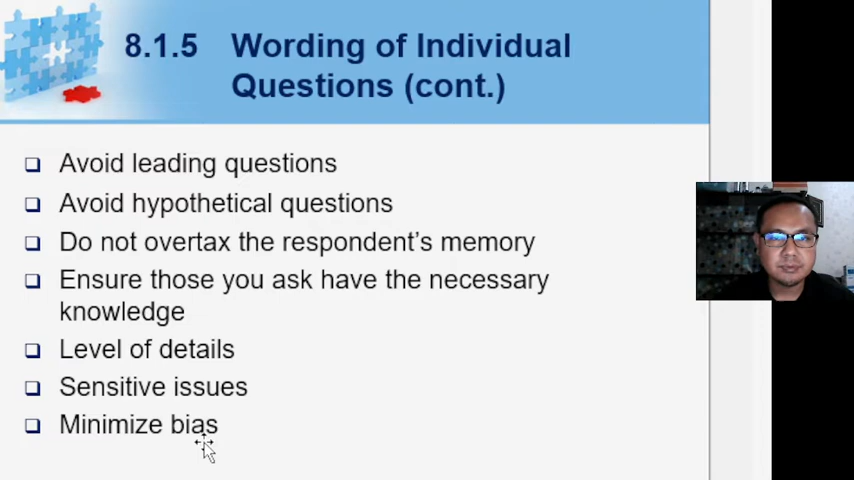 8.1.5 Wording of Individual
Questions (cont.)
Avoid leading questions
Avoid hypothetical questions
Do not overtax the respondent's memory
Ensure those you ask have the necessary
knowledge
Level of details
Sensitive issues
Minimize bias